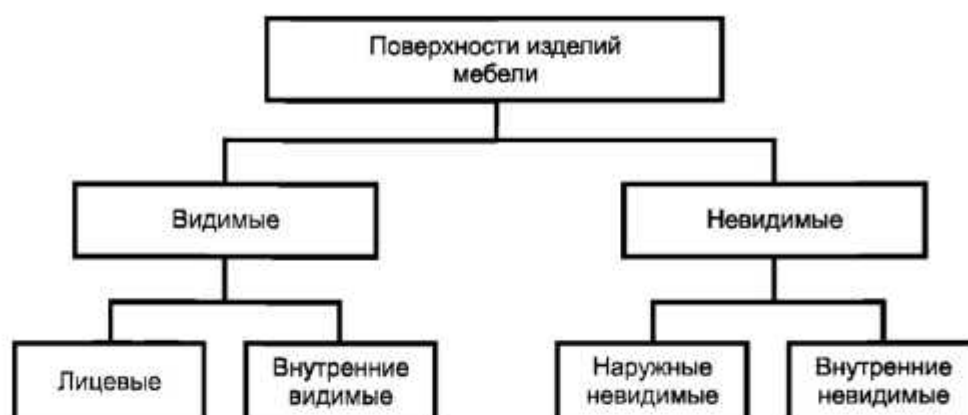 Поверхности изделий
мебели
Видимые
Невидимые
Лицевые
Внутренние
видимые
Наружные
невидимые
Внутренние
невидимые